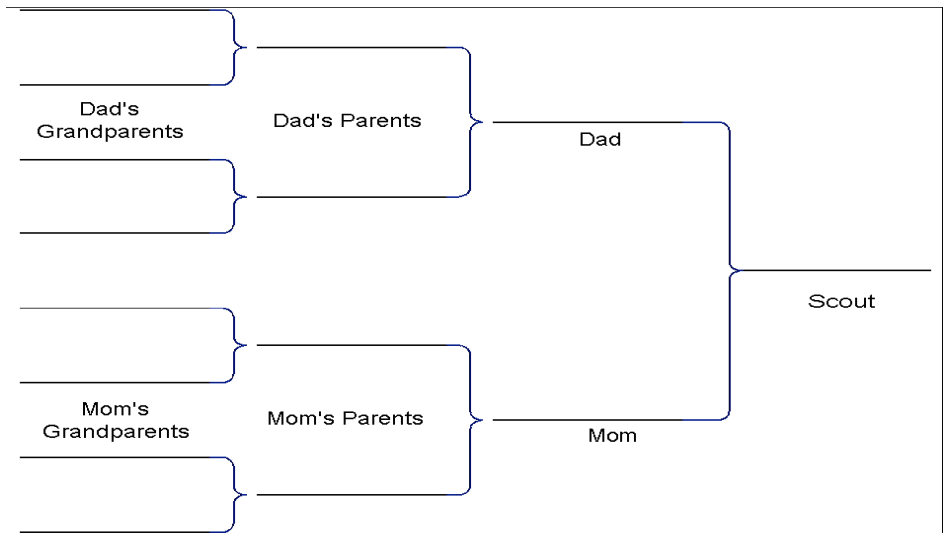 Dad's
Grandparents
Dad's Parents
Dad
Scout
Mom's
Grandparents
Mom's Parents
Mom